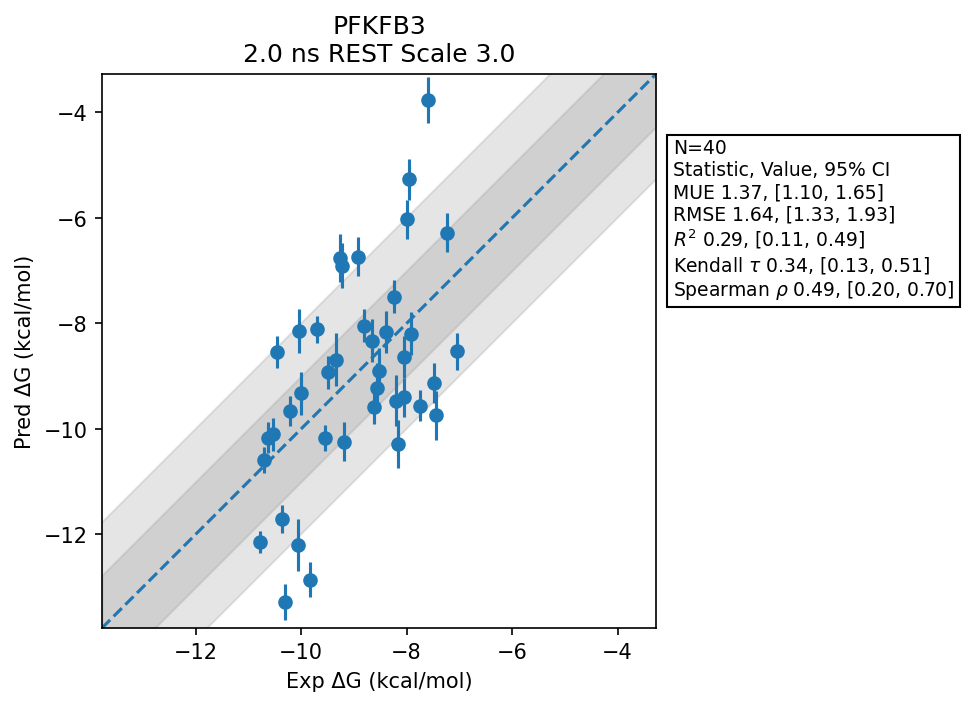 PFKFB3
2.0 ns REST Scale 3.0
Pred ΔG (kcal/mol)
−4
−6
−8
−10
−12
−12
−10
−8
−6
−4
Exp ΔG (kcal/mol)
N=40
Statistic, Value, 95% CI
MUE 1.37, [1.10, 1.65]
RMSE 1.64, [1.33, 1.93]
R² 0.29, [0.11, 0.49]
Kendall τ 0.34, [0.13, 0.51]
Spearman ρ 0.49, [0.20, 0.70]